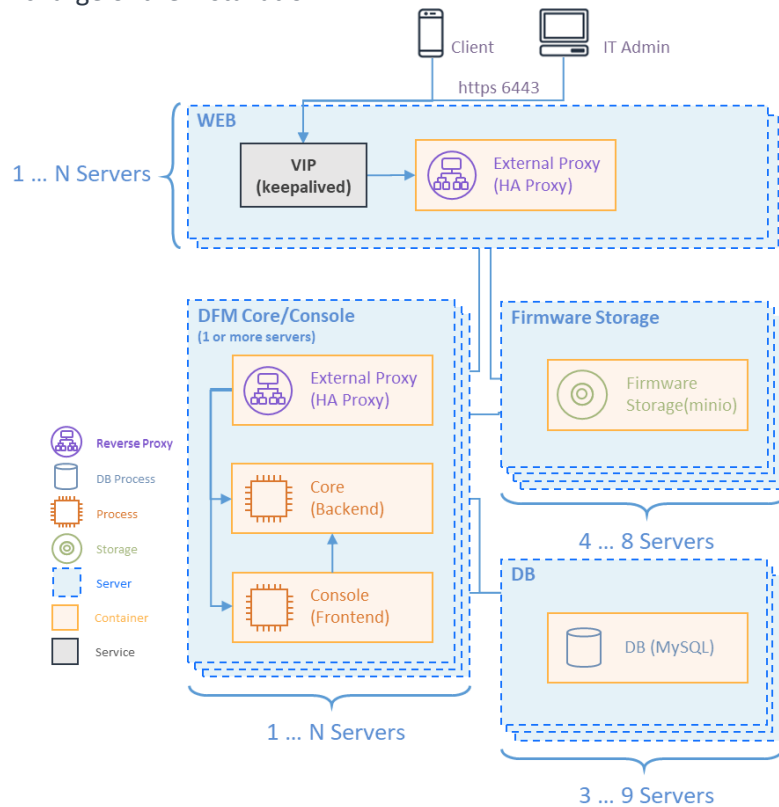 Client
IT Admin
https 6443
WEB
1 ... N Servers
VIP
(keepalived)
External Proxy
(HA Proxy)
DFM Core/Console
(1 or more servers)
External Proxy
(HA Proxy)
Core
(Backend)
Console
(Frontend)
1 ... N Servers
Firmware Storage
Firmware
Storage(minio)
4 ... 8 Servers
DB
DB (MySQL)
3 ... 9 Servers
Reverse Proxy
DB Process
Process
Storage
Server
Container
Service